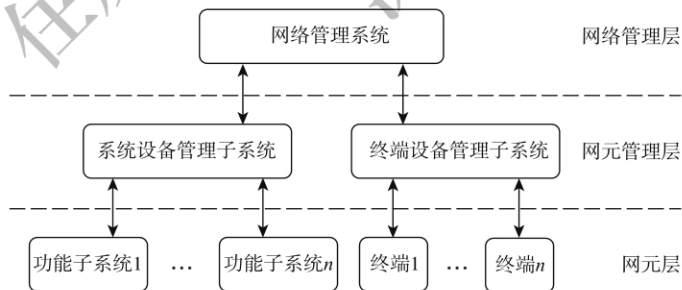 网络管理系统
网络管理层
系统设备管理子系统
终端设备管理子系统
网元管理层
功能子系统1
…
功能子系统n
终端1
…
终端n
网元层